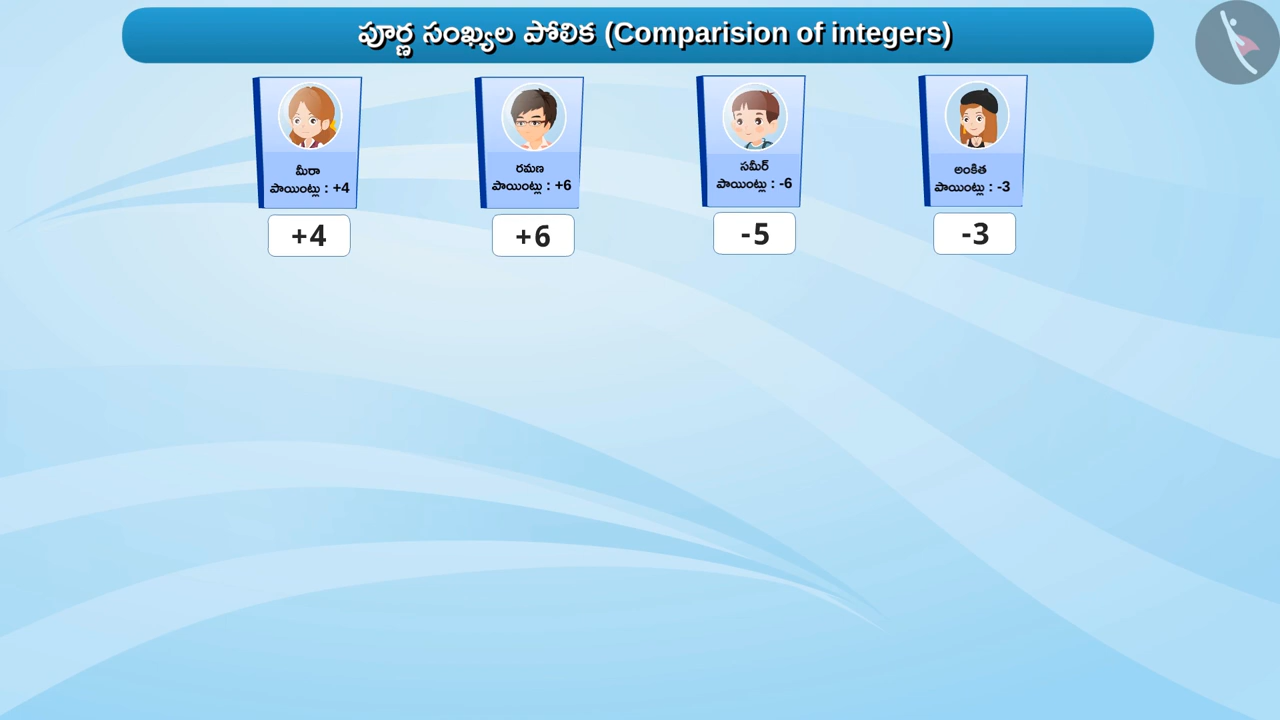 పూర్ణ సంఖ్యల పోలిక (Comparision of integers)
మీరా
పాయింట్లు : +4
+4
రమణ
పాయింట్లు : +6
+6
సమీర్
పాయింట్లు : -6
-5
అంకిత
పాయింట్లు : -3
-3